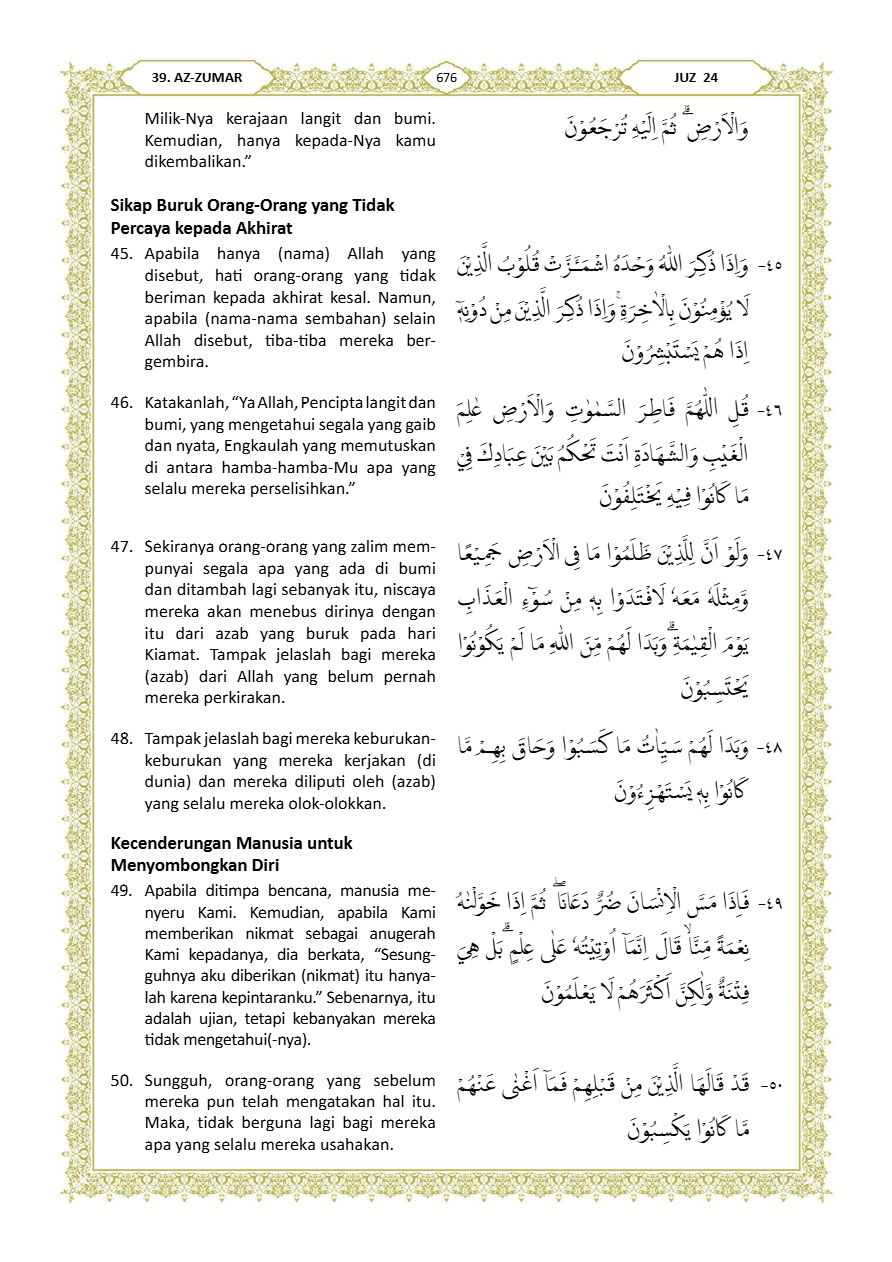 39. AZ-ZUMAR
676
JUZ 24
Milik-Nya kerajaan langit dan bumi.
Kemudian, hanya kepada-Nya kamu
dikembalikan.”
وَالْاَرْضِۗ ثُمَّ اِلَيْهِ تُرْجَعُوْنَ
Sikap Buruk Orang-Orang yang Tidak
Percaya kepada Akhirat
45. Apabila hanya (nama) Allah yang
disebut, hati orang-orang yang tidak
beriman kepada akhirat kesal. Namun,
apabila (nama-nama sembahan) selain
Allah disebut, tiba-tiba mereka ber-
gembira.
٤٥- وَاِذَا ذُكِرَ اللّٰهُ وَحْدَهُ اشْمَـَٔزَّتْ قُلُوْبُ الَّذِيْنَ
لَا يُؤْمِنُوْنَ بِالْاٰخِرَةِۚ وَاِذَا ذُكِرَ الَّذِيْنَ مِنْ دُوْنِهٖٓ
اِذَا هُمْ يَسْتَبْشِرُوْنَ
46. Katakanlah, “Ya Allah, Pencipta langit dan
bumi, yang mengetahui segala yang gaib
dan nyata, Engkaulah yang memutuskan
di antara hamba-hamba-Mu apa yang
selalu mereka perselisihkan.”
٤٦- قُلِ اللّٰهُمَّ فَاطِرَ السَّمٰوٰتِ وَالْاَرْضِ عٰلِمَ
الْغَيْبِ وَالشَّهَادَةِ اَنْتَ تَحْكُمُ بَيْنَ عِبَادِكَ فِيْ
مَا كَانُوْا فِيْهِ يَخْتَلِفُوْنَ
47. Sekiranya orang-orang yang zalim mem-
punyai segala apa yang ada di bumi
dan ditambah lagi sebanyak itu, niscaya
mereka akan menebus dirinya dengan
itu dari azab yang buruk pada hari
Kiamat. Tampak jelaslah bagi mereka
(azab) dari Allah yang belum pernah
mereka perkirakan.
٤٧- وَلَوْ اَنَّ لِلَّذِيْنَ ظَلَمُوْا مَا فِى الْاَرْضِ جَمِيْعًا
وَّمِثْلَهٗ مَعَهٗ لَافْتَدَوْا بِهٖ مِنْ سُوْۤءِ الْعَذَابِ
يَوْمَ الْقِيٰمَةِۗ وَبَدَا لَهُمْ مِّنَ اللّٰهِ مَا لَمْ يَكُوْنُوْا
يَحْتَسِبُوْنَ
48. Tampak jelaslah bagi mereka keburukan-
keburukan yang mereka kerjakan (di
dunia) dan mereka diliputi oleh (azab)
yang selalu mereka olok-olokkan.
٤٨- وَبَدَا لَهُمْ سَيِّاٰتُ مَا كَسَبُوْا وَحَاقَ بِهِمْ مَّا
كَانُوْا بِهٖ يَسْتَهْزِءُوْنَ
Kecenderungan Manusia untuk
Menyombongkan Diri
49. Apabila ditimpa bencana, manusia me-
nyeru Kami. Kemudian, apabila Kami
memberikan nikmat sebagai anugerah
Kami kepadanya, dia berkata, “Sesung-
guhnya aku diberikan (nikmat) itu hanya-
lah karena kepintaranku.” Sebenarnya, itu
adalah ujian, tetapi kebanyakan mereka
tidak mengetahui(-nya).
٤٩- فَاِذَا مَسَّ الْاِنْسَانَ ضُرٌّ دَعَانَاۖ ثُمَّ اِذَا خَوَّلْنٰهُ
نِعْمَةً مِّنَّاۙ قَالَ اِنَّمَآ اُوْتِيْتُهٗ عَلٰى عِلْمٍۗ بَلْ هِيَ
فِتْنَةٌ وَّلٰكِنَّ اَكْثَرَهُمْ لَا يَعْلَمُوْنَ
50. Sungguh, orang-orang yang sebelum
mereka pun telah mengatakan hal itu.
Maka, tidak berguna lagi bagi mereka
apa yang selalu mereka usahakan.
٥٠- قَدْ قَالَهَا الَّذِيْنَ مِنْ قَبْلِهِمْ فَمَآ اَغْنٰى عَنْهُمْ
مَّا كَانُوْا يَكْسِبُوْنَ